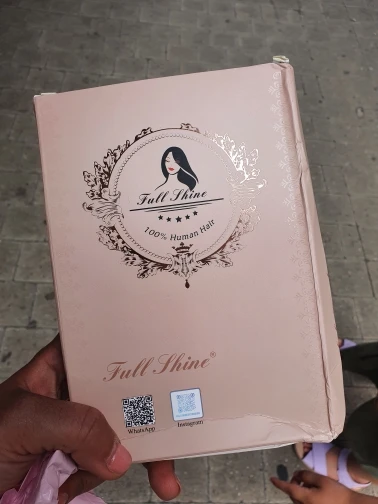 Full Shine
100% Human Hair
Full Shine®
WhatsApp Instagram